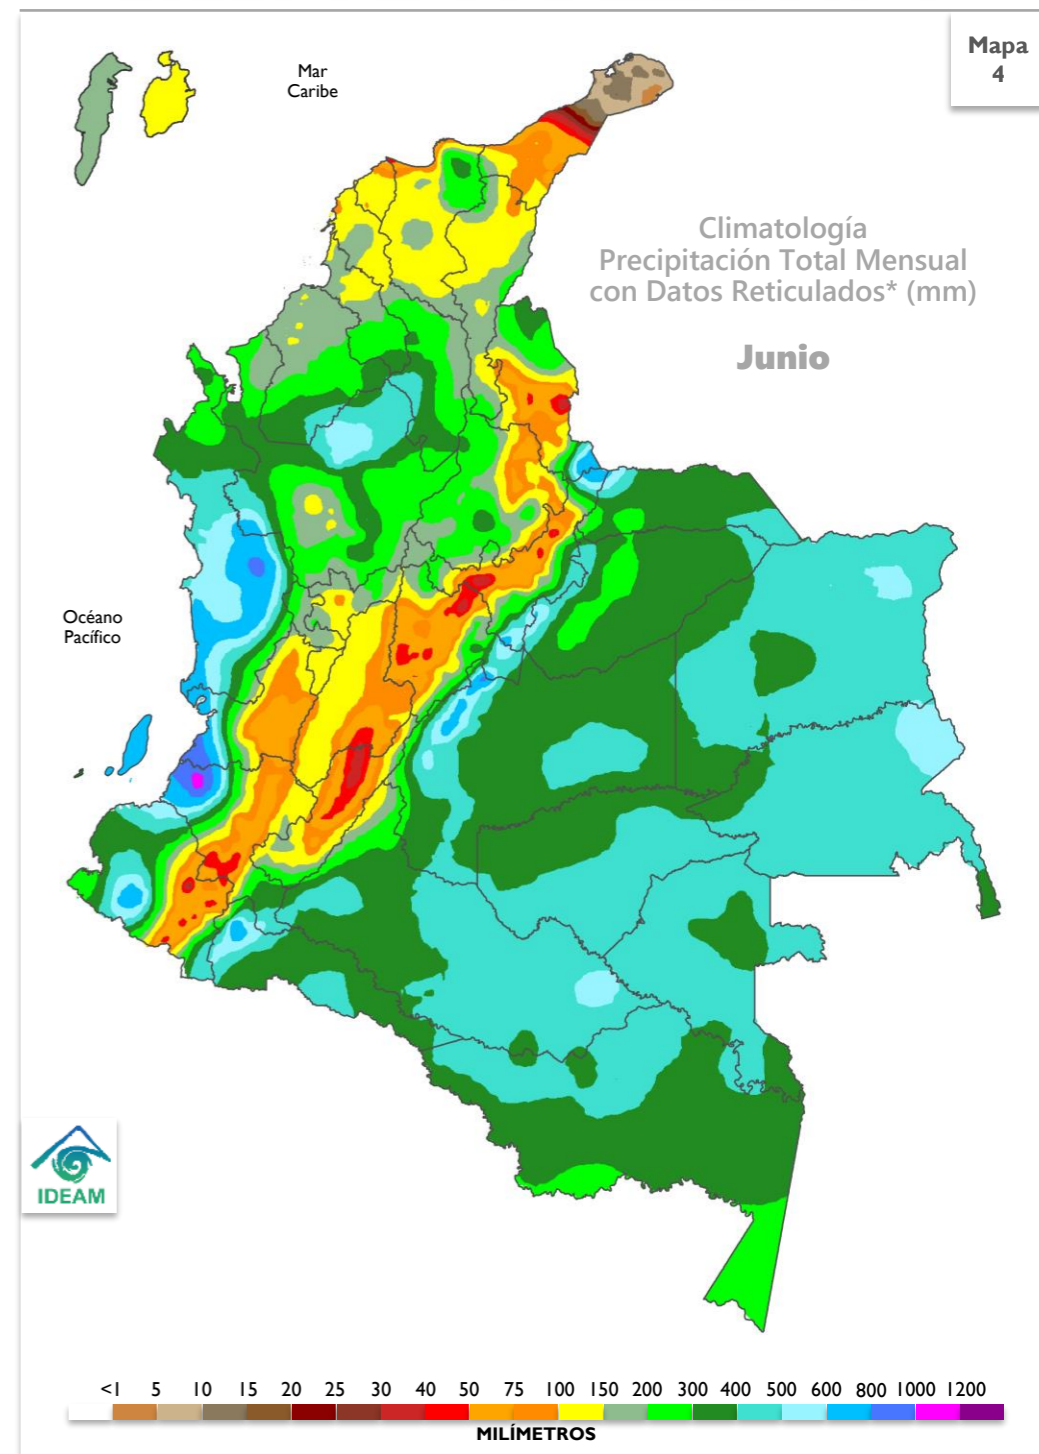 Mapa
4
Mar
Caribe
Climatología
Precipitación Total Mensual
con Datos Reticulados* (mm)
Junio
Océano
Pacífico
IDEAM
<1 5 10 15 20 25 30 40 50 75 100 150 200 300 400 500 600 800 1000 1200
MILÍMETROS